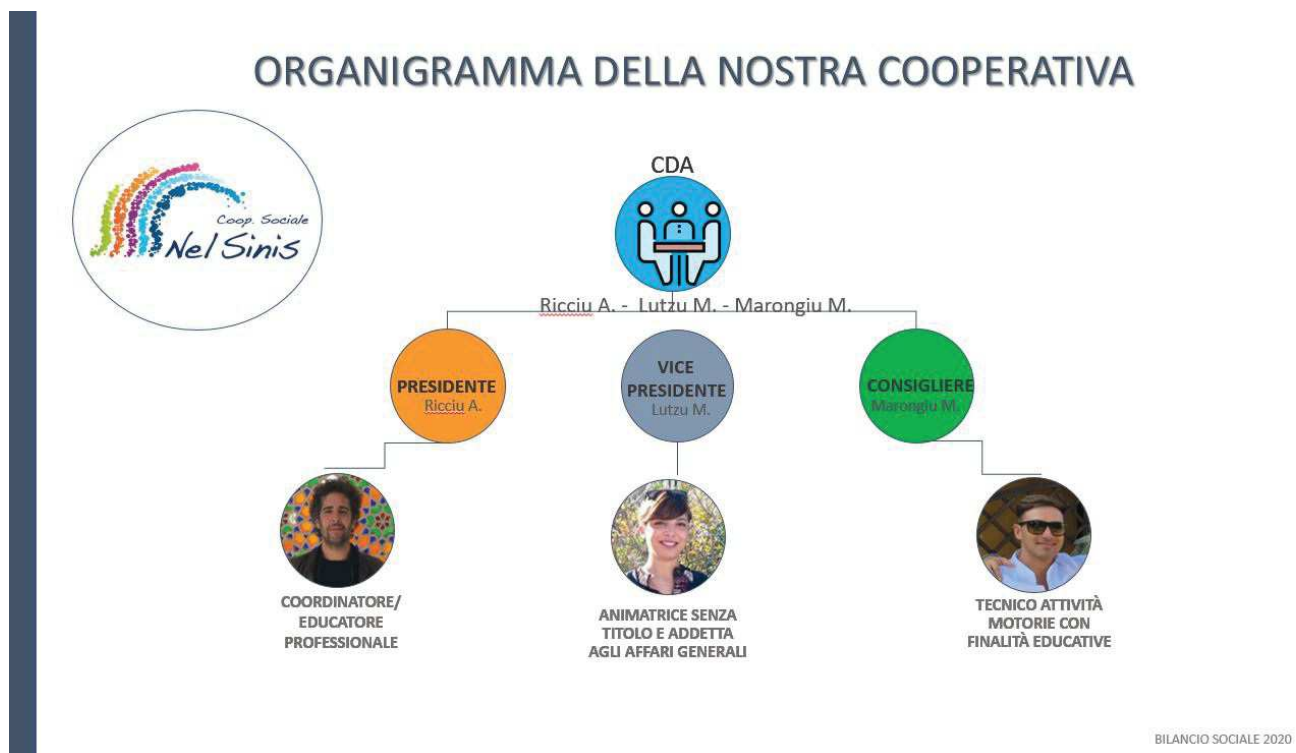 ORGANIGRAMMA DELLA NOSTRA COOPERATIVA
Coop. Sociale
Nel Sinis
CDA
Ricciu A. - Lutzu M. - Marongiu M.
PRESIDENTE
Ricciu A.
VICE
PRESIDENTE
Lutzu M.
CONSIGLIERE
Marongiu M.
COORDINATORE/
EDUCATORE
PROFESSIONALE
ANIMATRICE SENZA
TITOLO E ADDETTA
AGLI AFFARI GENERALI
TECNICO ATTIVITÀ
MOTORIE CON
FINALITÀ EDUCATIVE
BILANCIO SOCIALE 2020